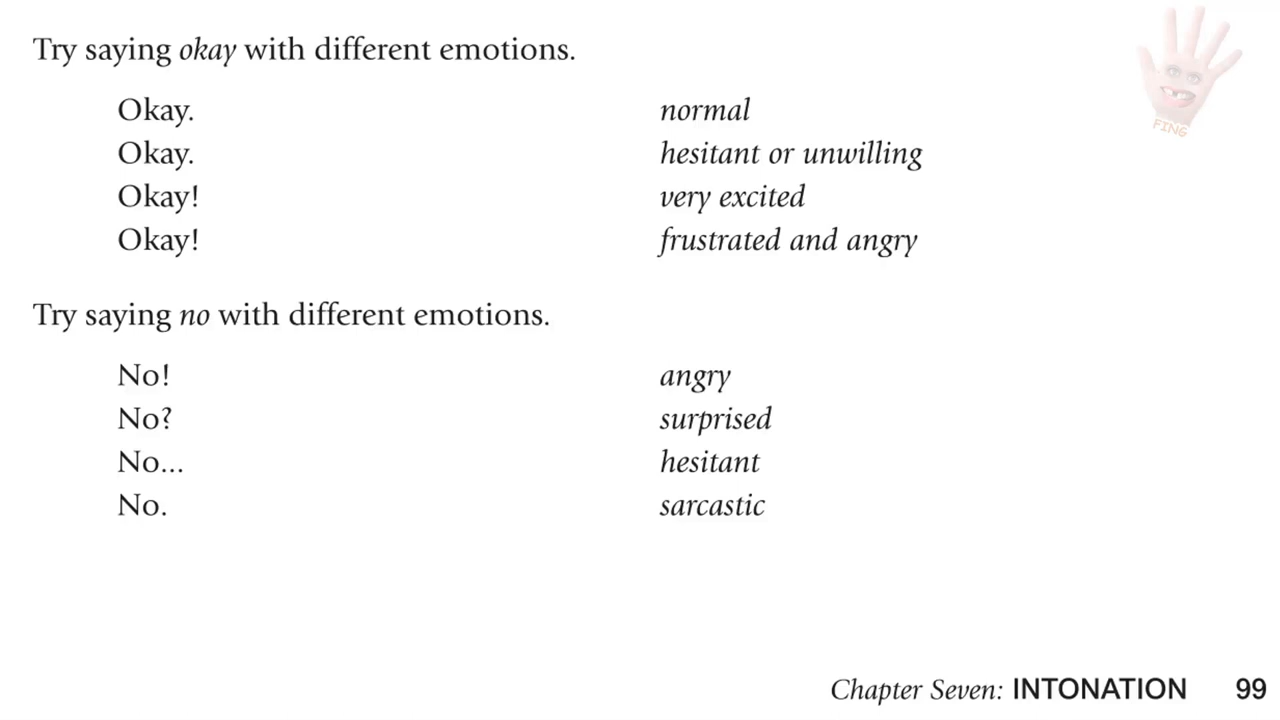 Try saying okay with different emotions.
Okay. normal
Okay. hesitant or unwilling
Okay! very excited
Okay! frustrated and angry
Try saying no with different emotions.
No! angry
No? surprised
No... hesitant
No. sarcastic
Chapter Seven: INTONATION 99
FING